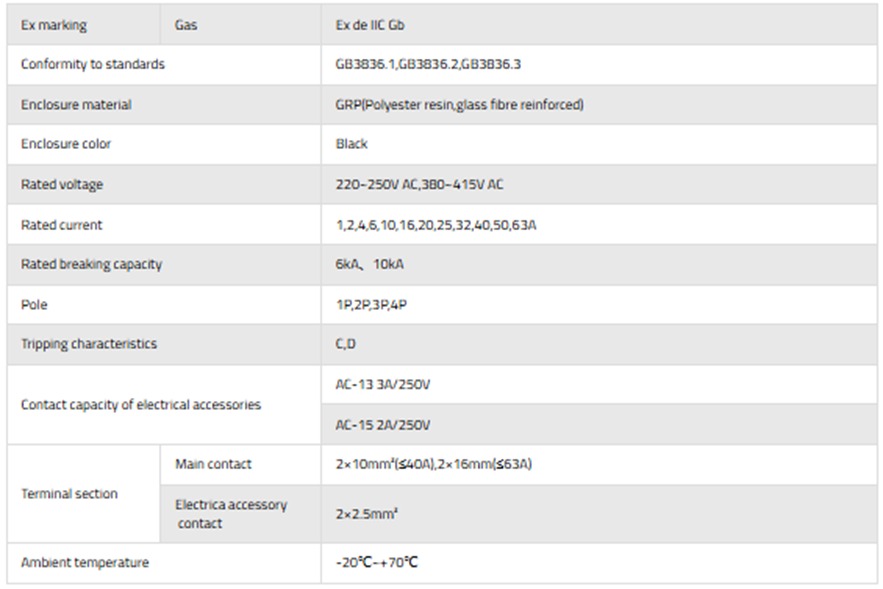 Ex marking Gas Ex de IIC Gb
Conformity to standards GB3836.1,GB3836.2,GB3836.3
Enclosure material GRP(Polyester resin,glass fibre reinforced)
Enclosure color Black
Rated voltage 220~250V AC,380~415V AC
Rated current 1,2,4,6,10,16,20,25,32,40,50,63A
Rated breaking capacity 6kA、10kA
Pole 1P,2P,3P,4P
Tripping characteristics C,D
Contact capacity of electrical accessories
AC-13 3A/250V
AC-15 2A/250V
Terminal section
Main contact 2×10mm²(≤40A),2×16mm(≤63A)
Electrica accessory
contact
2×2.5mm²
Ambient temperature -20℃~+70℃